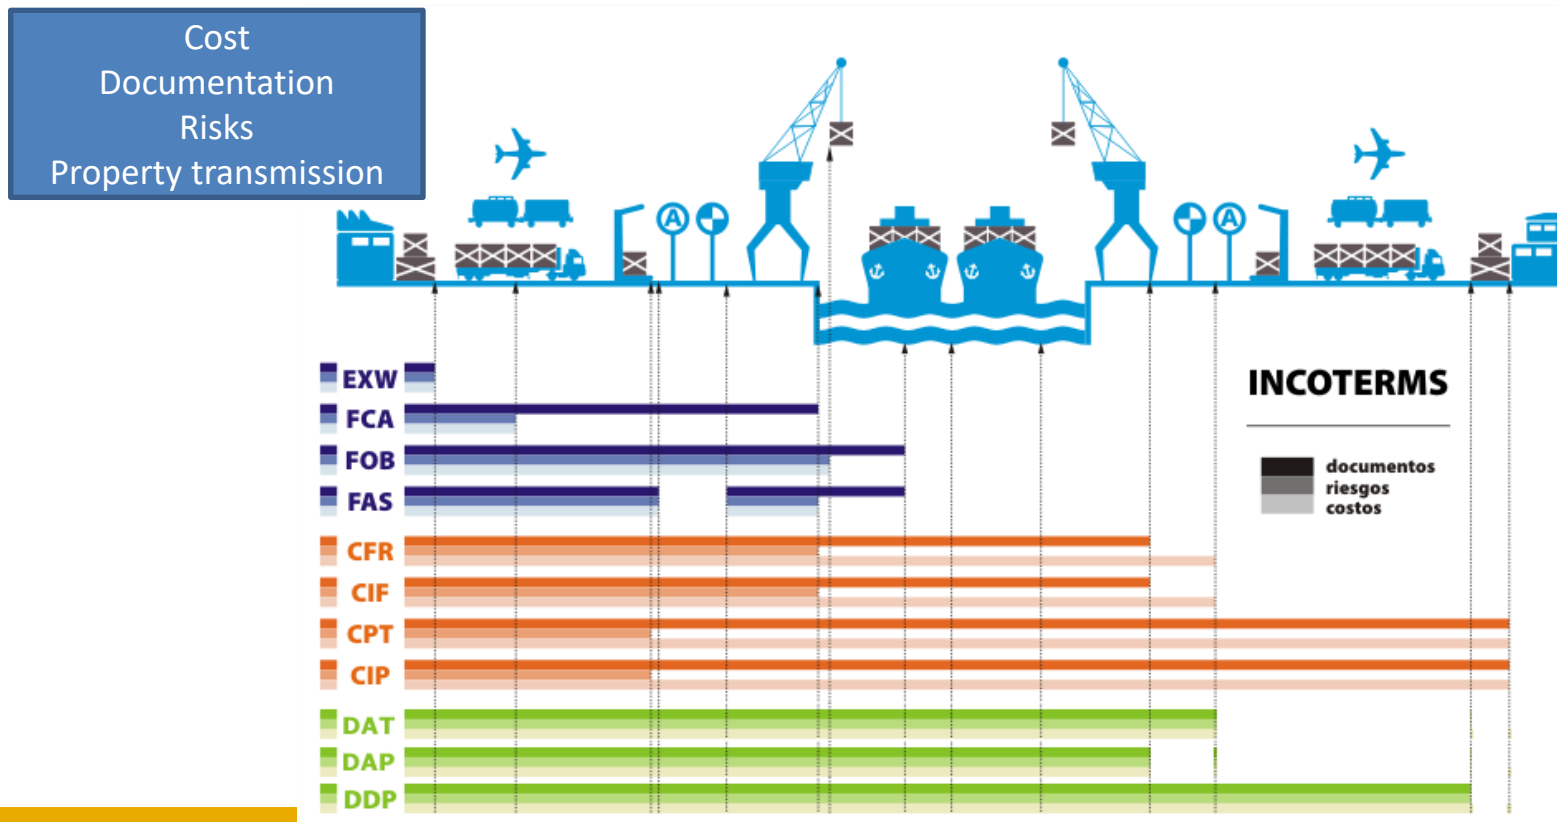 Cost
Documentation
Risks
Property transmission
A
A
EXW
FCA
FOB
FAS
CFR
CIF
CPT
CIP
DAT
DAP
DDP
INCOTERMS
documentos
riesgos
costos